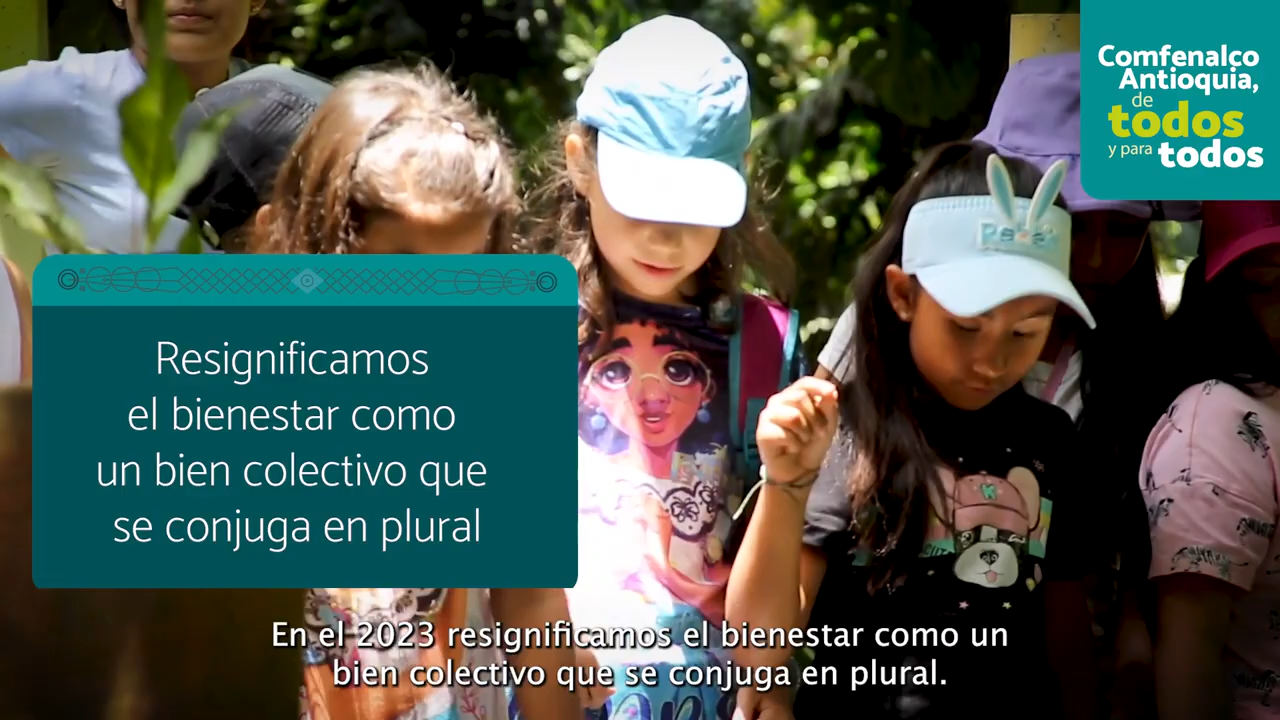 Comfenalco
Antioquia,
de
todos
y para todos
Resignificamos
el bienestar como
un bien colectivo que
se conjuga en plural
En el 2023 resignificamos el bienestar como un
bien colectivo que se conjuga en plural.